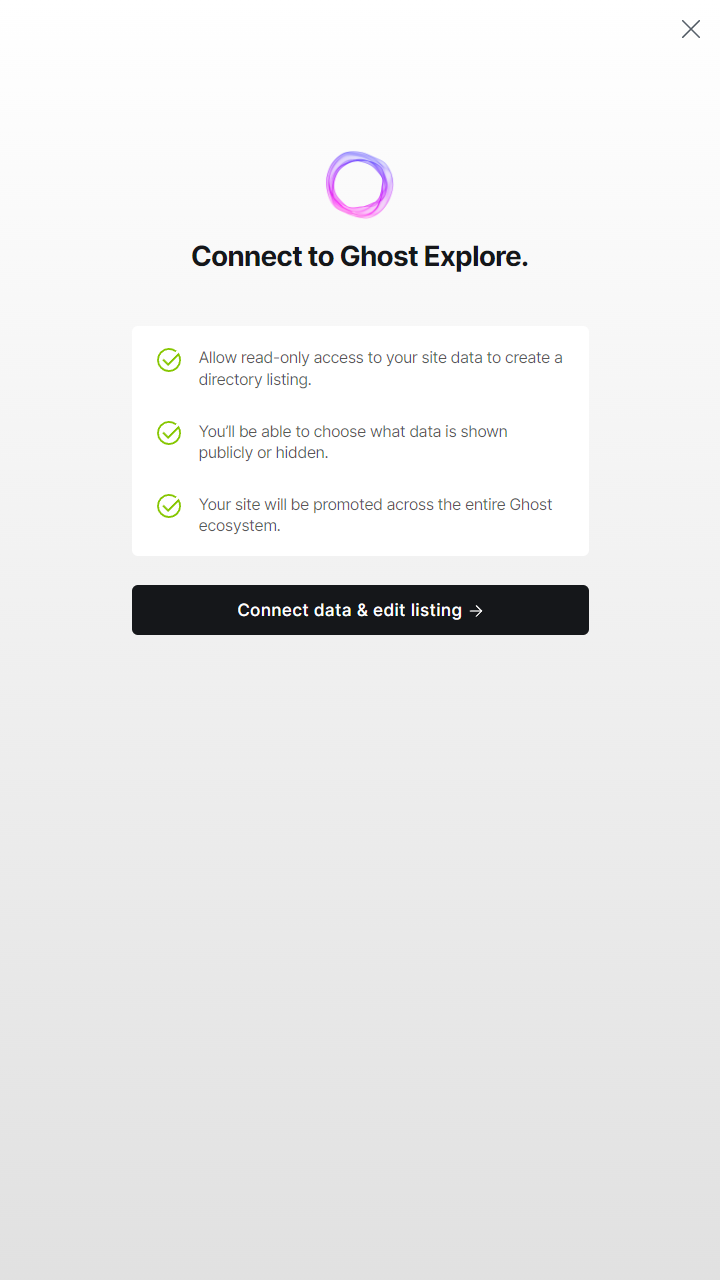 Connect to Ghost Explore.
Allow read-only access to your site data to create a
directory listing.
You’ll be able to choose what data is shown
publicly or hidden.
Your site will be promoted across the entire Ghost
ecosystem.
Connect data & edit listing →